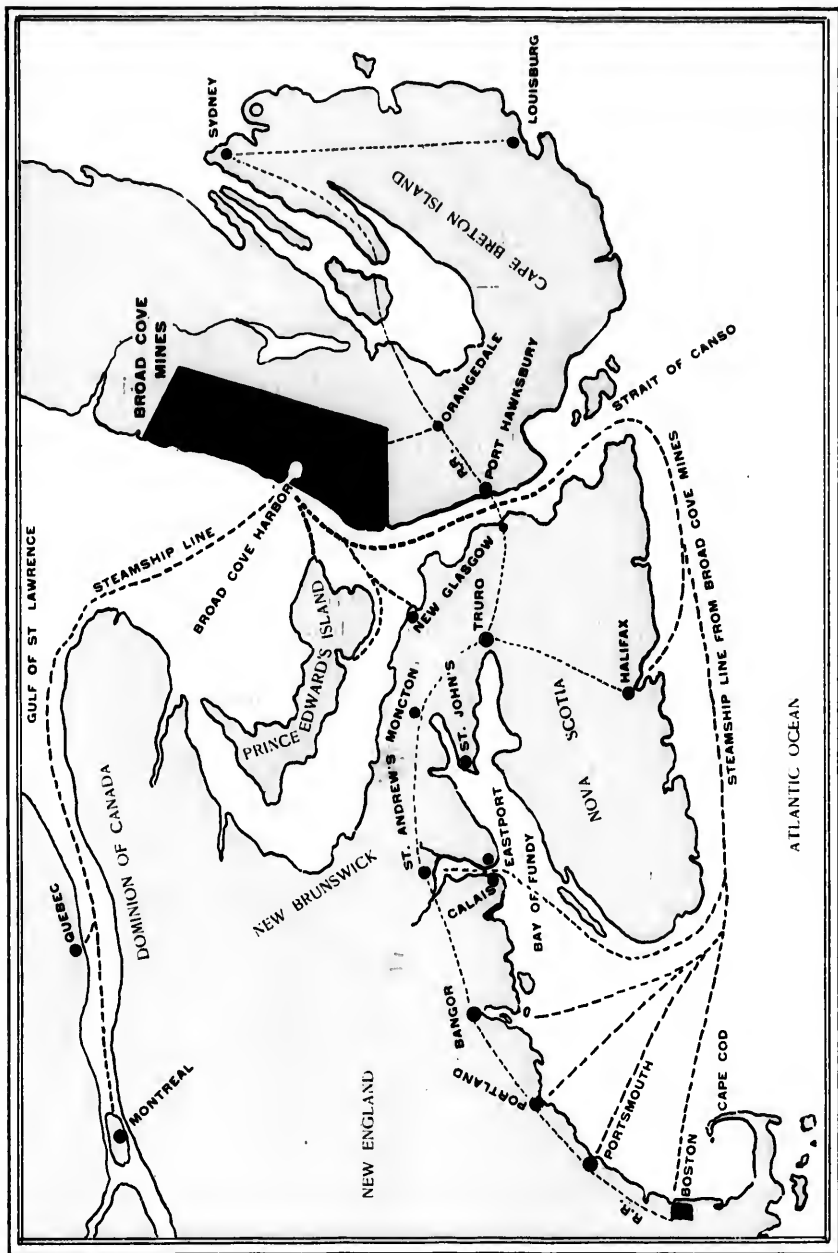 GULF OF ST LAWRENCE
STEAMSHIP LINE
QUEBEC
MONTREAL
DOMINION OF CANADA
BROAD COVE
MINES
BROAD COVE HARBOR
PRINCE EDWARD'S ISLAND
SYDNEY
LOUISBURG
CAPE BRETON ISLAND
ORANGEDALE
R.R
PORT HAWKSBURY
STRAIT OF CANSO
NEW GLASGOW
TRURO
MONCTON
ST. JOHN'S
ST. ANDREW'S
NEW BRUNSWICK
CALAIS
EASTPORT
BAY OF FUNDY
NOVA SCOTIA
HALIFAX
STEAMSHIP LINE FROM BROAD COVE MINES
ATLANTIC OCEAN
NEW ENGLAND
BANGOR
PORTLAND
PORTSMOUTH
R.R.
BOSTON
CAPE COD